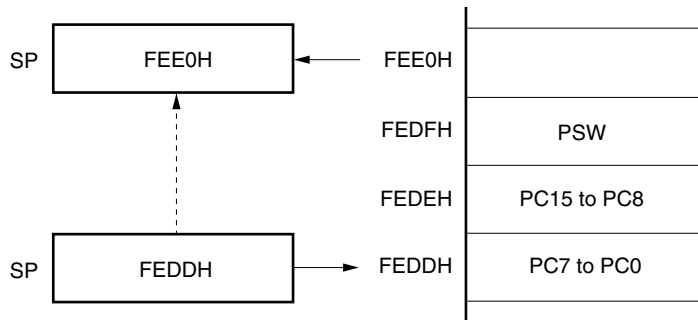 SP FEE0H FEE0H
FEDFH PSW
FEDEH PC15 to PC8
SP FEDDH FEDDH PC7 to PC0